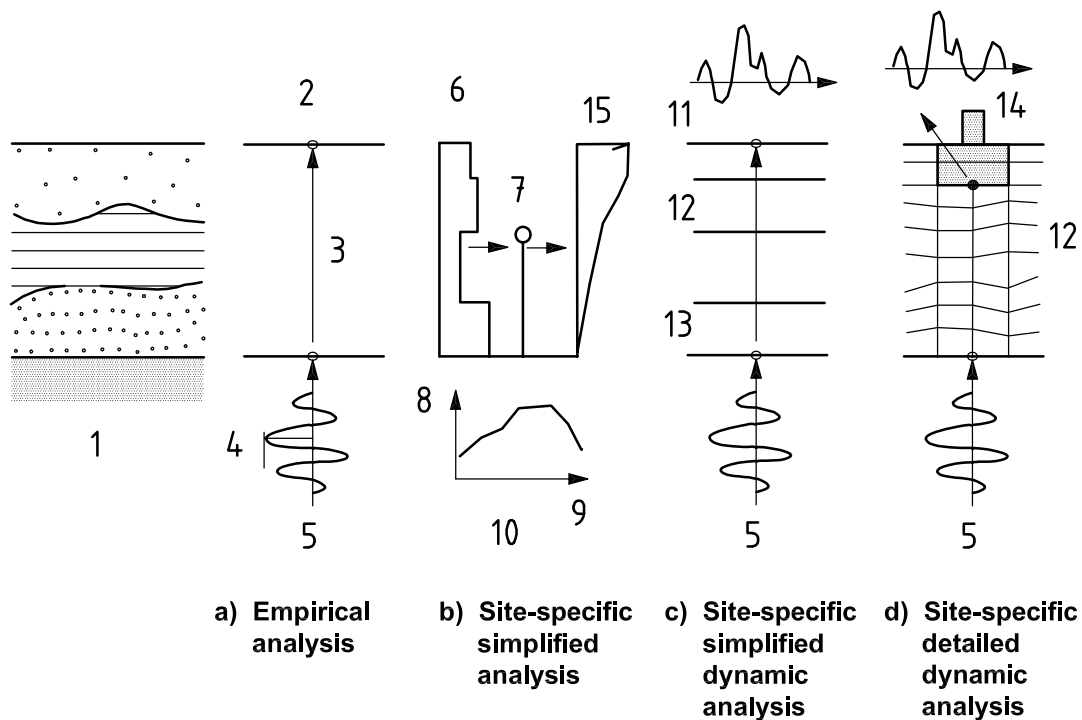 2
6
11
15
14
7
12
12
3
13
8
4
1
9
10
5
5
5
a) Empirical
analysis
b) Site-specific
simplified
analysis
c) Site-specific
simplified
dynamic
analysis
d) Site-specific
detailed
dynamic
analysis